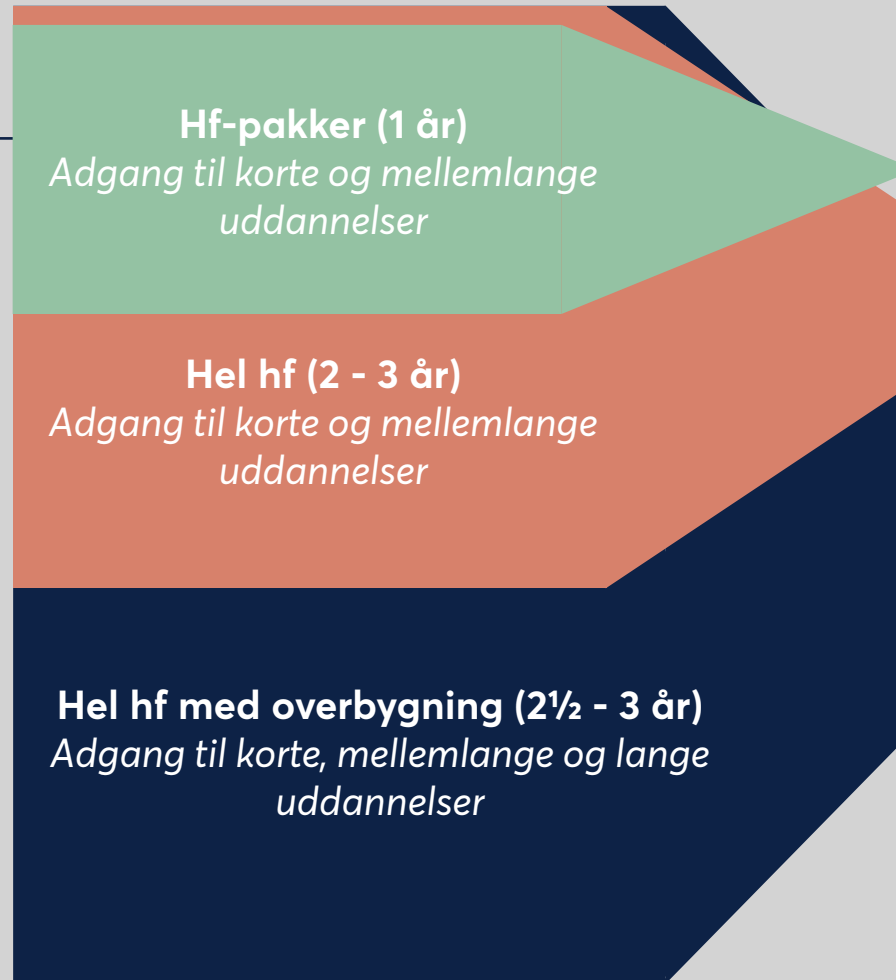 Hf-pakker (1 år)
Adgang til korte og mellemlange
uddannelser
Hel hf (2 - 3 år)
Adgang til korte og mellemlange
uddannelser
Hel hf med overbygning (2½ - 3 år)
Adgang til korte, mellemlange og lange
uddannelser